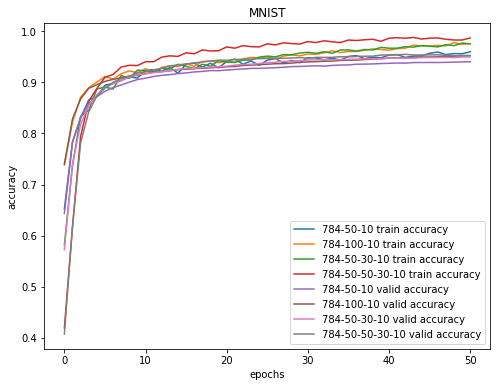 MNIST
1.0
0.9
0.8
0.7
0.6
0.5
0.4
accuracy
784-50-10 train accuracy
784-100-10 train accuracy
784-50-30-10 train accuracy
784-50-50-30-10 train accuracy
784-50-10 valid accuracy
784-100-10 valid accuracy
784-50-30-10 valid accuracy
784-50-50-30-10 valid accuracy
0 10 20 30 40 50
epochs